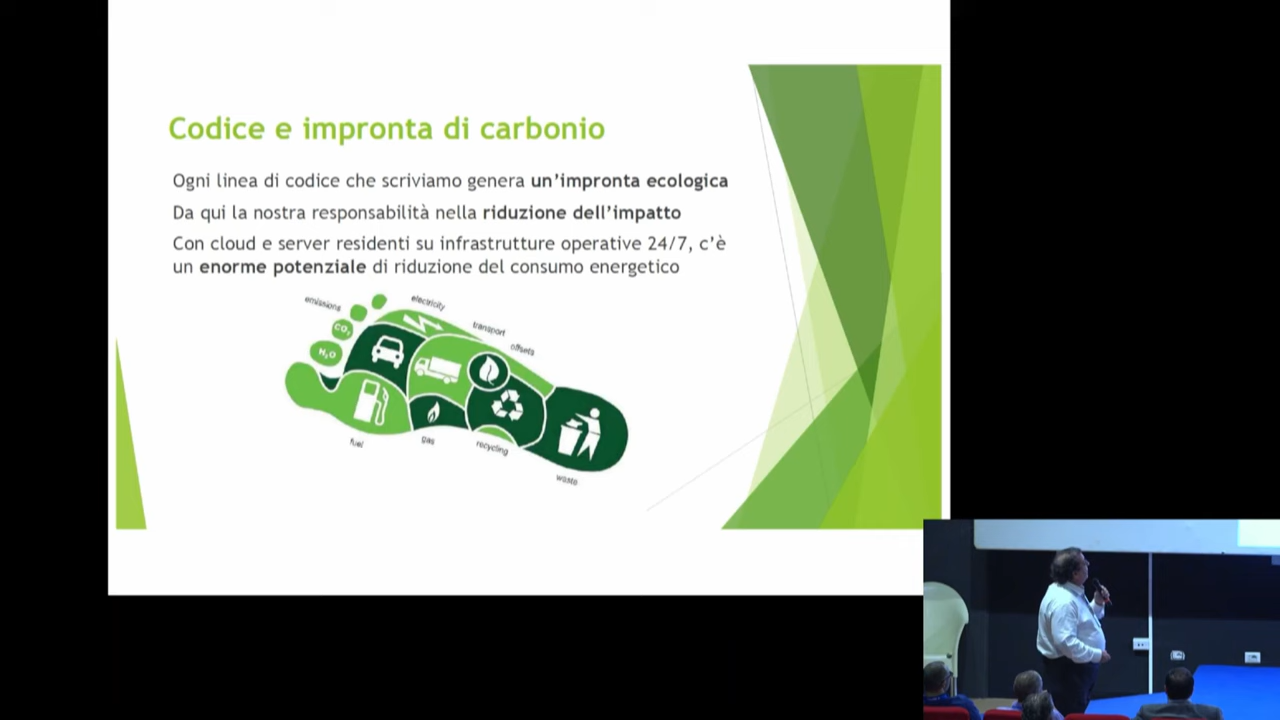 Codice e impronta di carbonio
Ogni linea di codice che scriviamo genera un'impronta ecologica
Da qui la nostra responsabilità nella riduzione dell'impatto
Con cloud e server residenti su infrastrutture operative 24/7, c'è
un enorme potenziale di riduzione del consumo energetico
emissions
electricity
transport
offsets
CO₂
H₂O
fuel
gas
recycling
waste